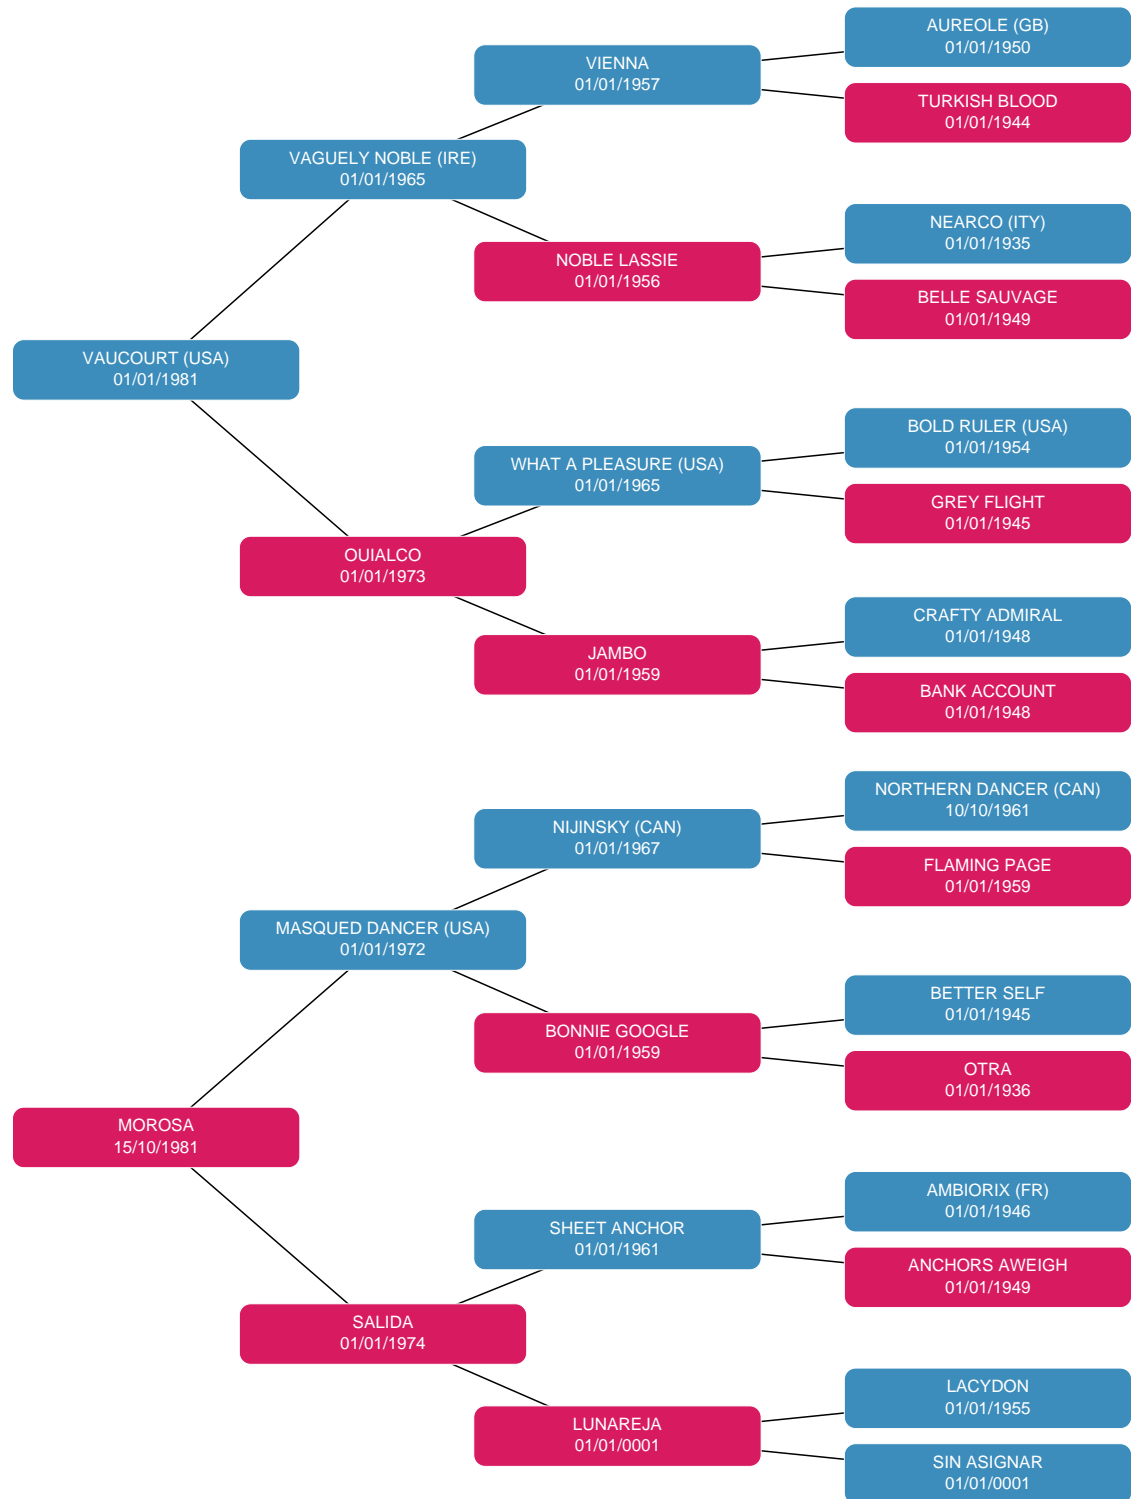 AUREOLE (GB)
01/01/1950
VIENNA
01/01/1957
TURKISH BLOOD
01/01/1944
VAGUELY NOBLE (IRE)
01/01/1965
NEARCO (ITY)
01/01/1935
NOBLE LASSIE
01/01/1956
BELLE SAUVAGE
01/01/1949
VAUCOURT (USA)
01/01/1981
BOLD RULER (USA)
01/01/1954
WHAT A PLEASURE (USA)
01/01/1965
GREY FLIGHT
01/01/1945
OUIALCO
01/01/1973
CRAFTY ADMIRAL
01/01/1948
JAMBO
01/01/1959
BANK ACCOUNT
01/01/1948
NORTHERN DANCER (CAN)
10/10/1961
NIJINSKY (CAN)
01/01/1967
FLAMING PAGE
01/01/1959
MASQUED DANCER (USA)
01/01/1972
BETTER SELF
01/01/1945
BONNIE GOOGLE
01/01/1959
OTRA
01/01/1936
MOROSA
15/10/1981
AMBIORIX (FR)
01/01/1946
SHEET ANCHOR
01/01/1961
ANCHORS AWEIGH
01/01/1949
SALIDA
01/01/1974
LACYDON
01/01/1955
LUNAREJA
01/01/0001
SIN ASIGNAR
01/01/0001